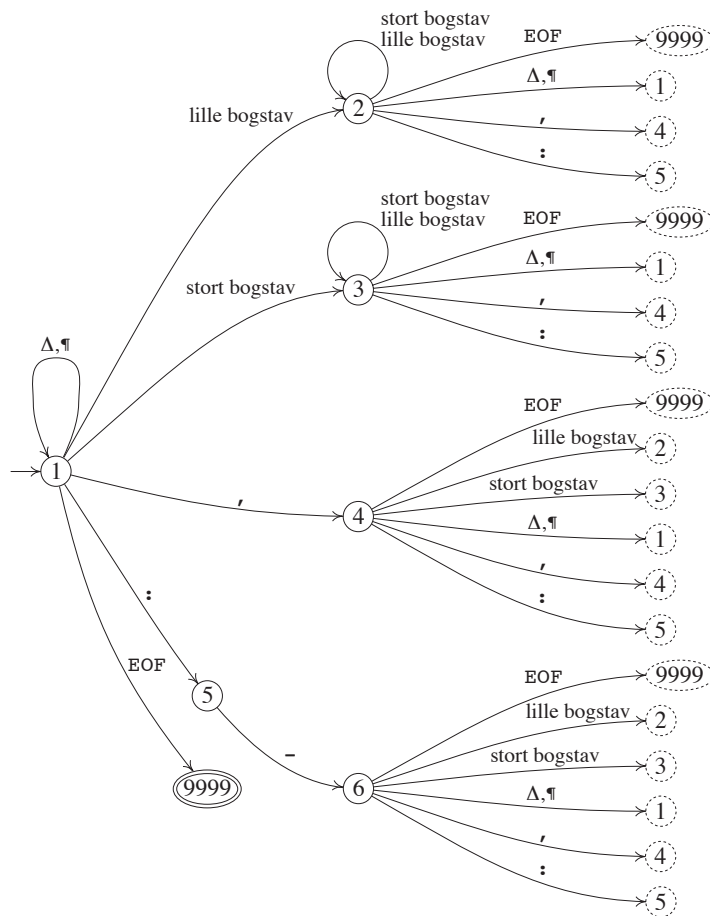 stort bogstav
lille bogstav
EOF
9999
Δ,¶
1
2
lille bogstav
,
4
:
5
stort bogstav
lille bogstav
EOF
9999
Δ,¶
1
stort bogstav
3
,
4
:
5
Δ,¶
EOF
9999
lille bogstav
2
1
stort bogstav
3
,
4
Δ,¶
1
,
4
:
5
:
EOF
5
EOF
9999
lille bogstav
2
–
stort bogstav
3
9999
6
Δ,¶
1
,
4
:
5